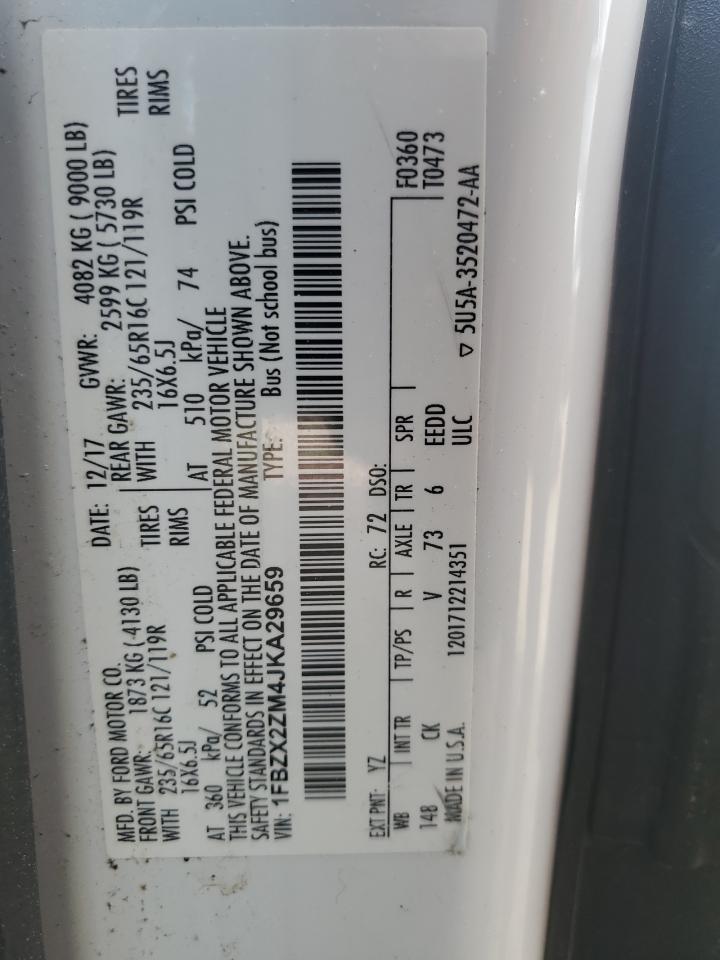 MFD. BY FORD MOTOR CO. DATE: 12/17 GVWR: 4082 KG ( 9000 LB)
FRONT GAWR: 1873 KG ( 4130 LB) REAR GAWR: 2599 KG ( 5730 LB)
WITH 235/65R16C 121/119R TIRES WITH 235/65R16C 121/119R TIRES
16X6.5J RIMS 16X6.5J RIMS
AT 360 kPa/ 52 PSI COLD AT 510 kPa/ 74 PSI COLD
THIS VEHICLE CONFORMS TO ALL APPLICABLE FEDERAL MOTOR VEHICLE
SAFETY STANDARDS IN EFFECT ON THE DATE OF MANUFACTURE SHOWN ABOVE.
VIN: 1FBZX2ZM4JKA29659 TYPE: Bus (Not school bus)
EXT PNT: YZ RC: 72 DSO:
WB INT TR TP/PS R AXLE TR SPR F0360
148 CK V 73 6 EEDD T0473
MADE IN U.S.A. 1201712214351 ULC ▽ 5U5A-3520472-AA